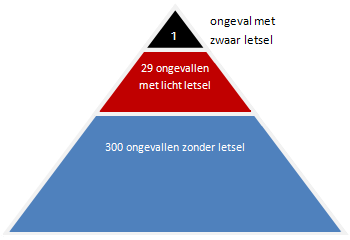 ongeval met
zwaar letsel
1
29 ongevallen
met licht letsel
300 ongevallen zonder letsel